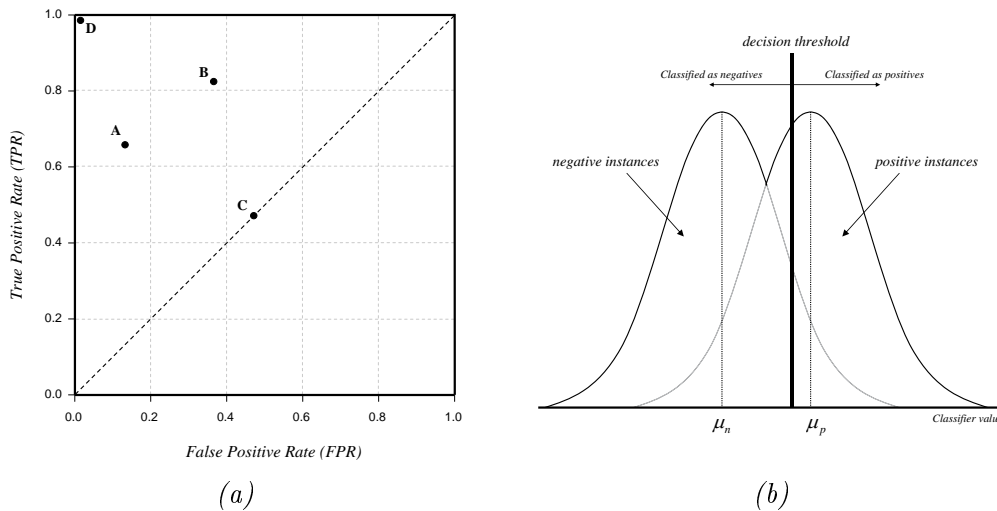 1.0
D
B
0.8
A
True Positive Rate (TPR)
0.6
C
0.4
0.2
0.0
0.0 0.2 0.4 0.6 0.8 1.0
False Positive Rate (FPR)
(a)
decision threshold
Classified as negatives Classified as positives
negative instances positive instances
Classifier valu
μn μp
(b)